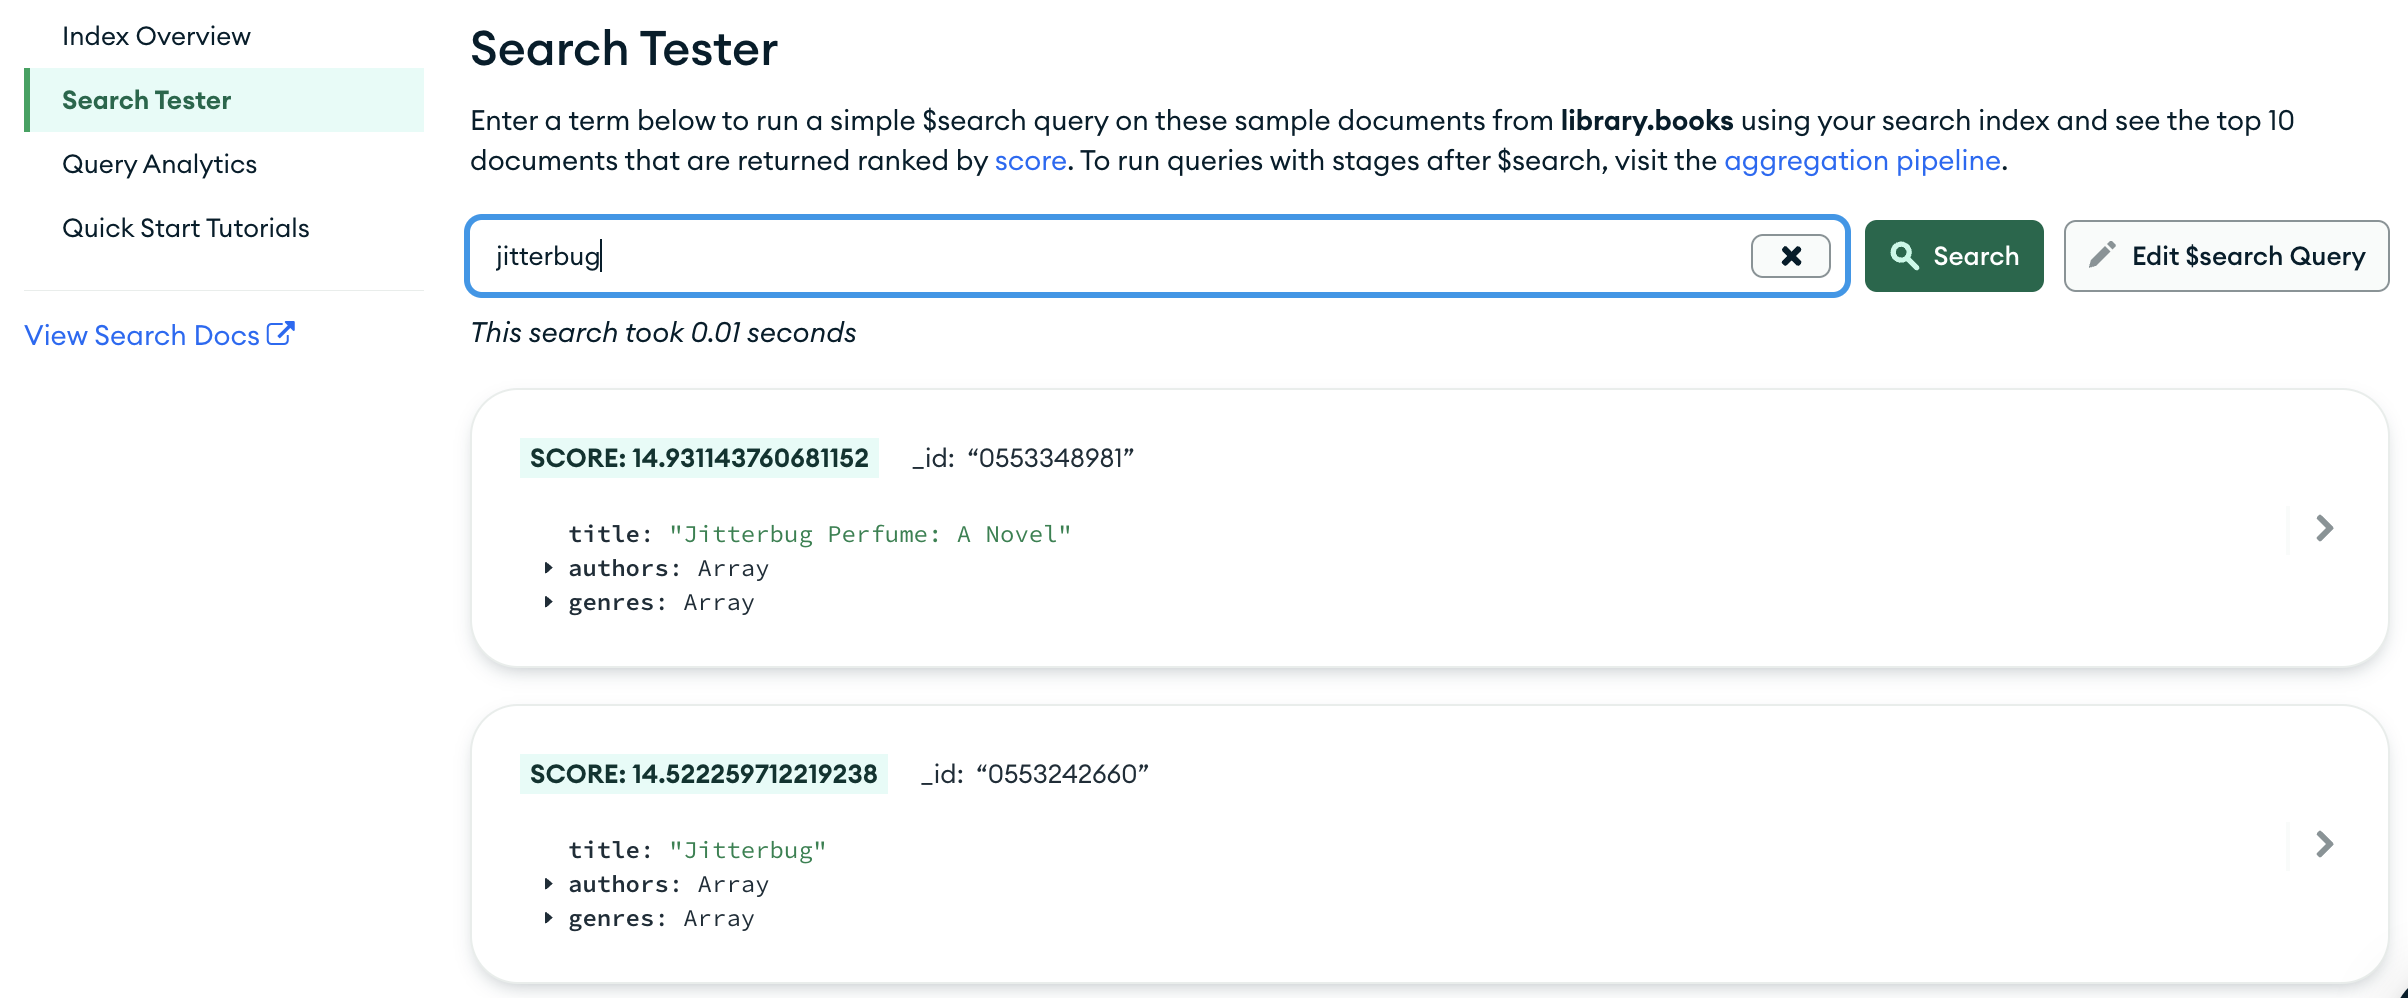 Index Overview
Search Tester
Query Analytics
Quick Start Tutorials
View Search Docs
Search Tester
Enter a term below to run a simple $search query on these sample documents from library.books using your search index and see the top 10
documents that are returned ranked by score. To run queries with stages after $search, visit the aggregation pipeline.
jitterbug
Search
Edit $search Query
This search took 0.01 seconds
SCORE: 14.931143760681152 _id: “0553348981”
title: "Jitterbug Perfume: A Novel"
authors: Array
genres: Array
SCORE: 14.522259712219238 _id: “0553242660”
title: "Jitterbug"
authors: Array
genres: Array